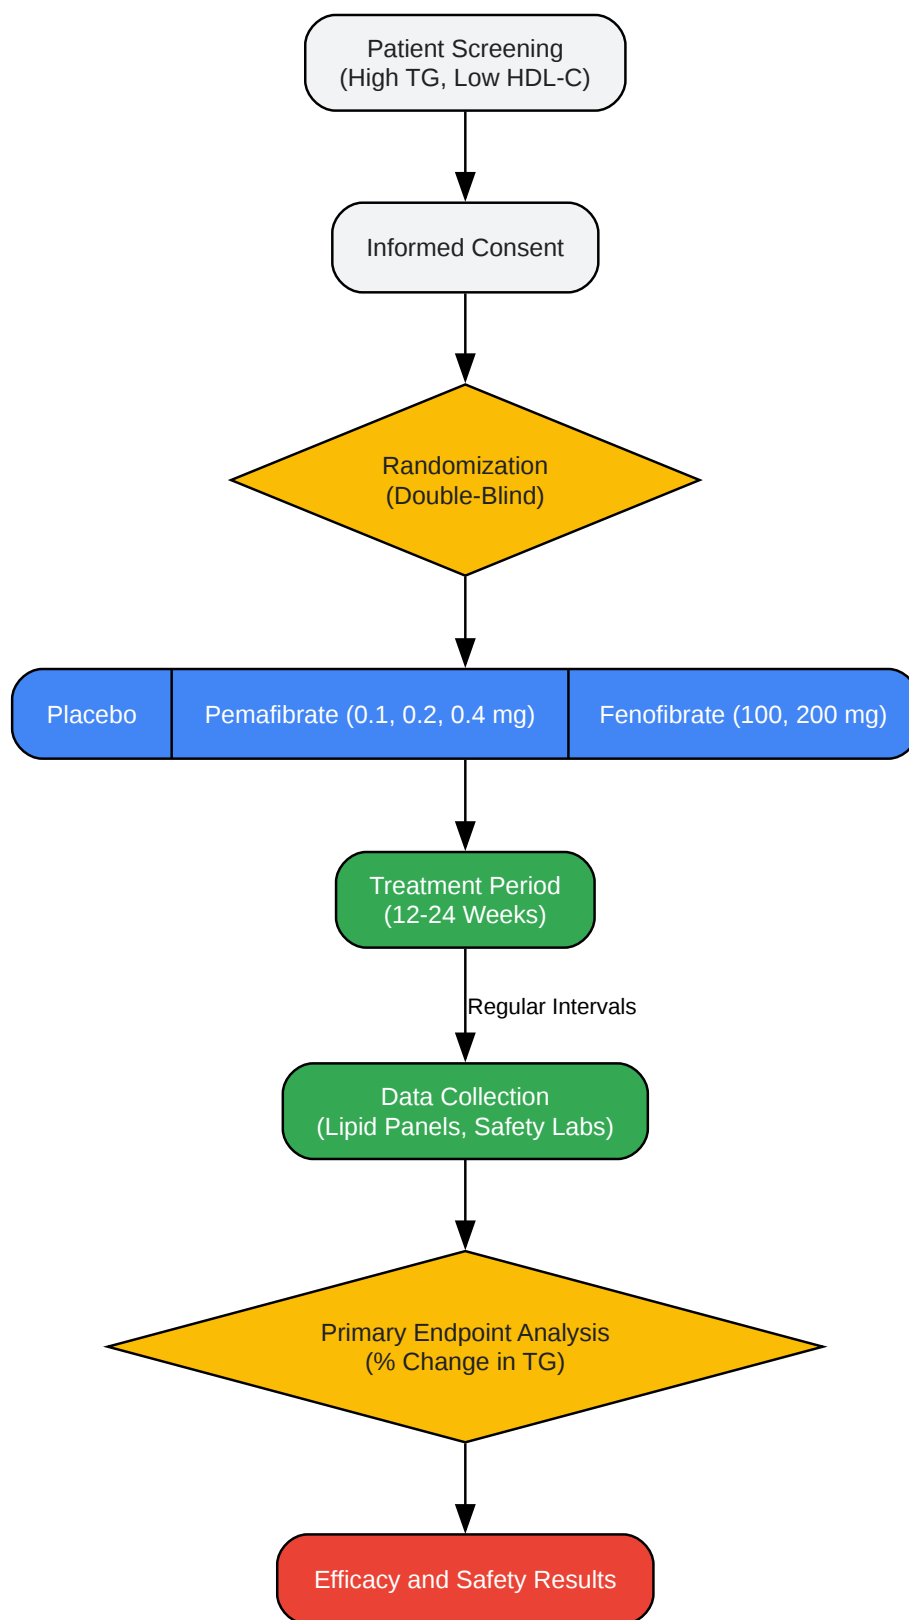 Patient Screening
(High TG, Low HDL-C)
Informed Consent
Randomization
(Double-Blind)
Placebo
Pemafibrate (0.1, 0.2, 0.4 mg)
Fenofibrate (100, 200 mg)
Treatment Period
(12-24 Weeks)
Regular Intervals
Data Collection
(Lipid Panels, Safety Labs)
Primary Endpoint Analysis
(% Change in TG)
Efficacy and Safety Results